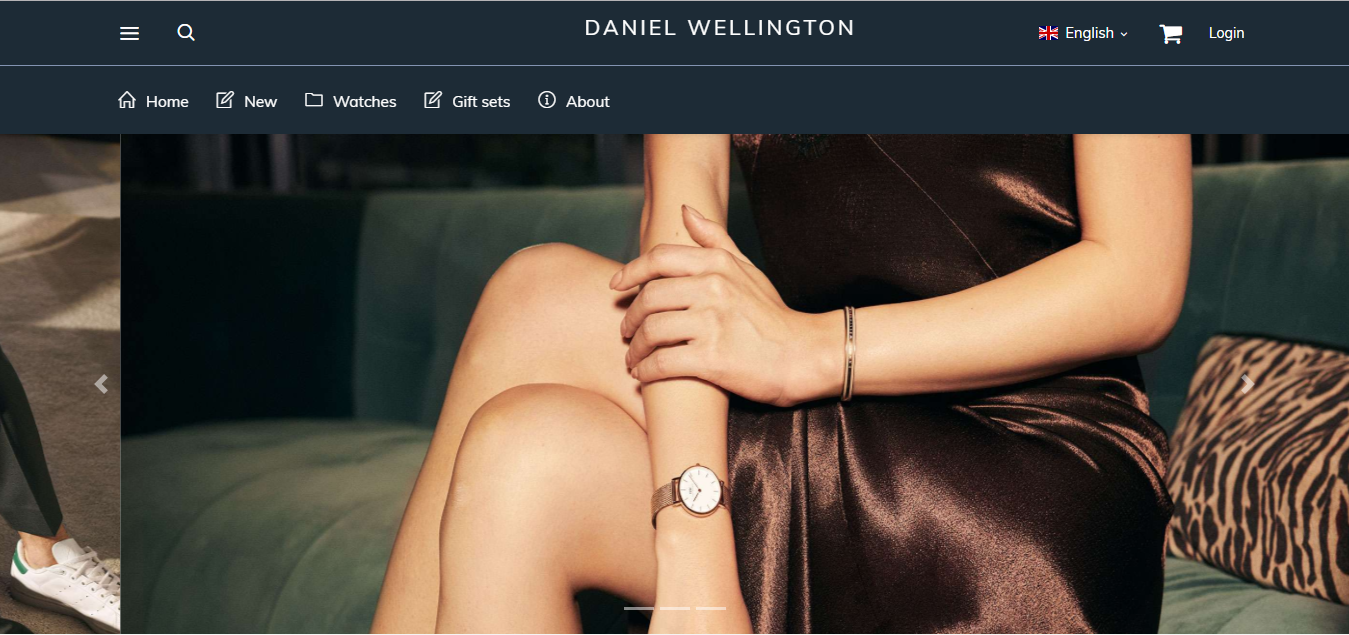 DANIEL WELLINGTON
English
Login
Home
New
Watches
Gift sets
About